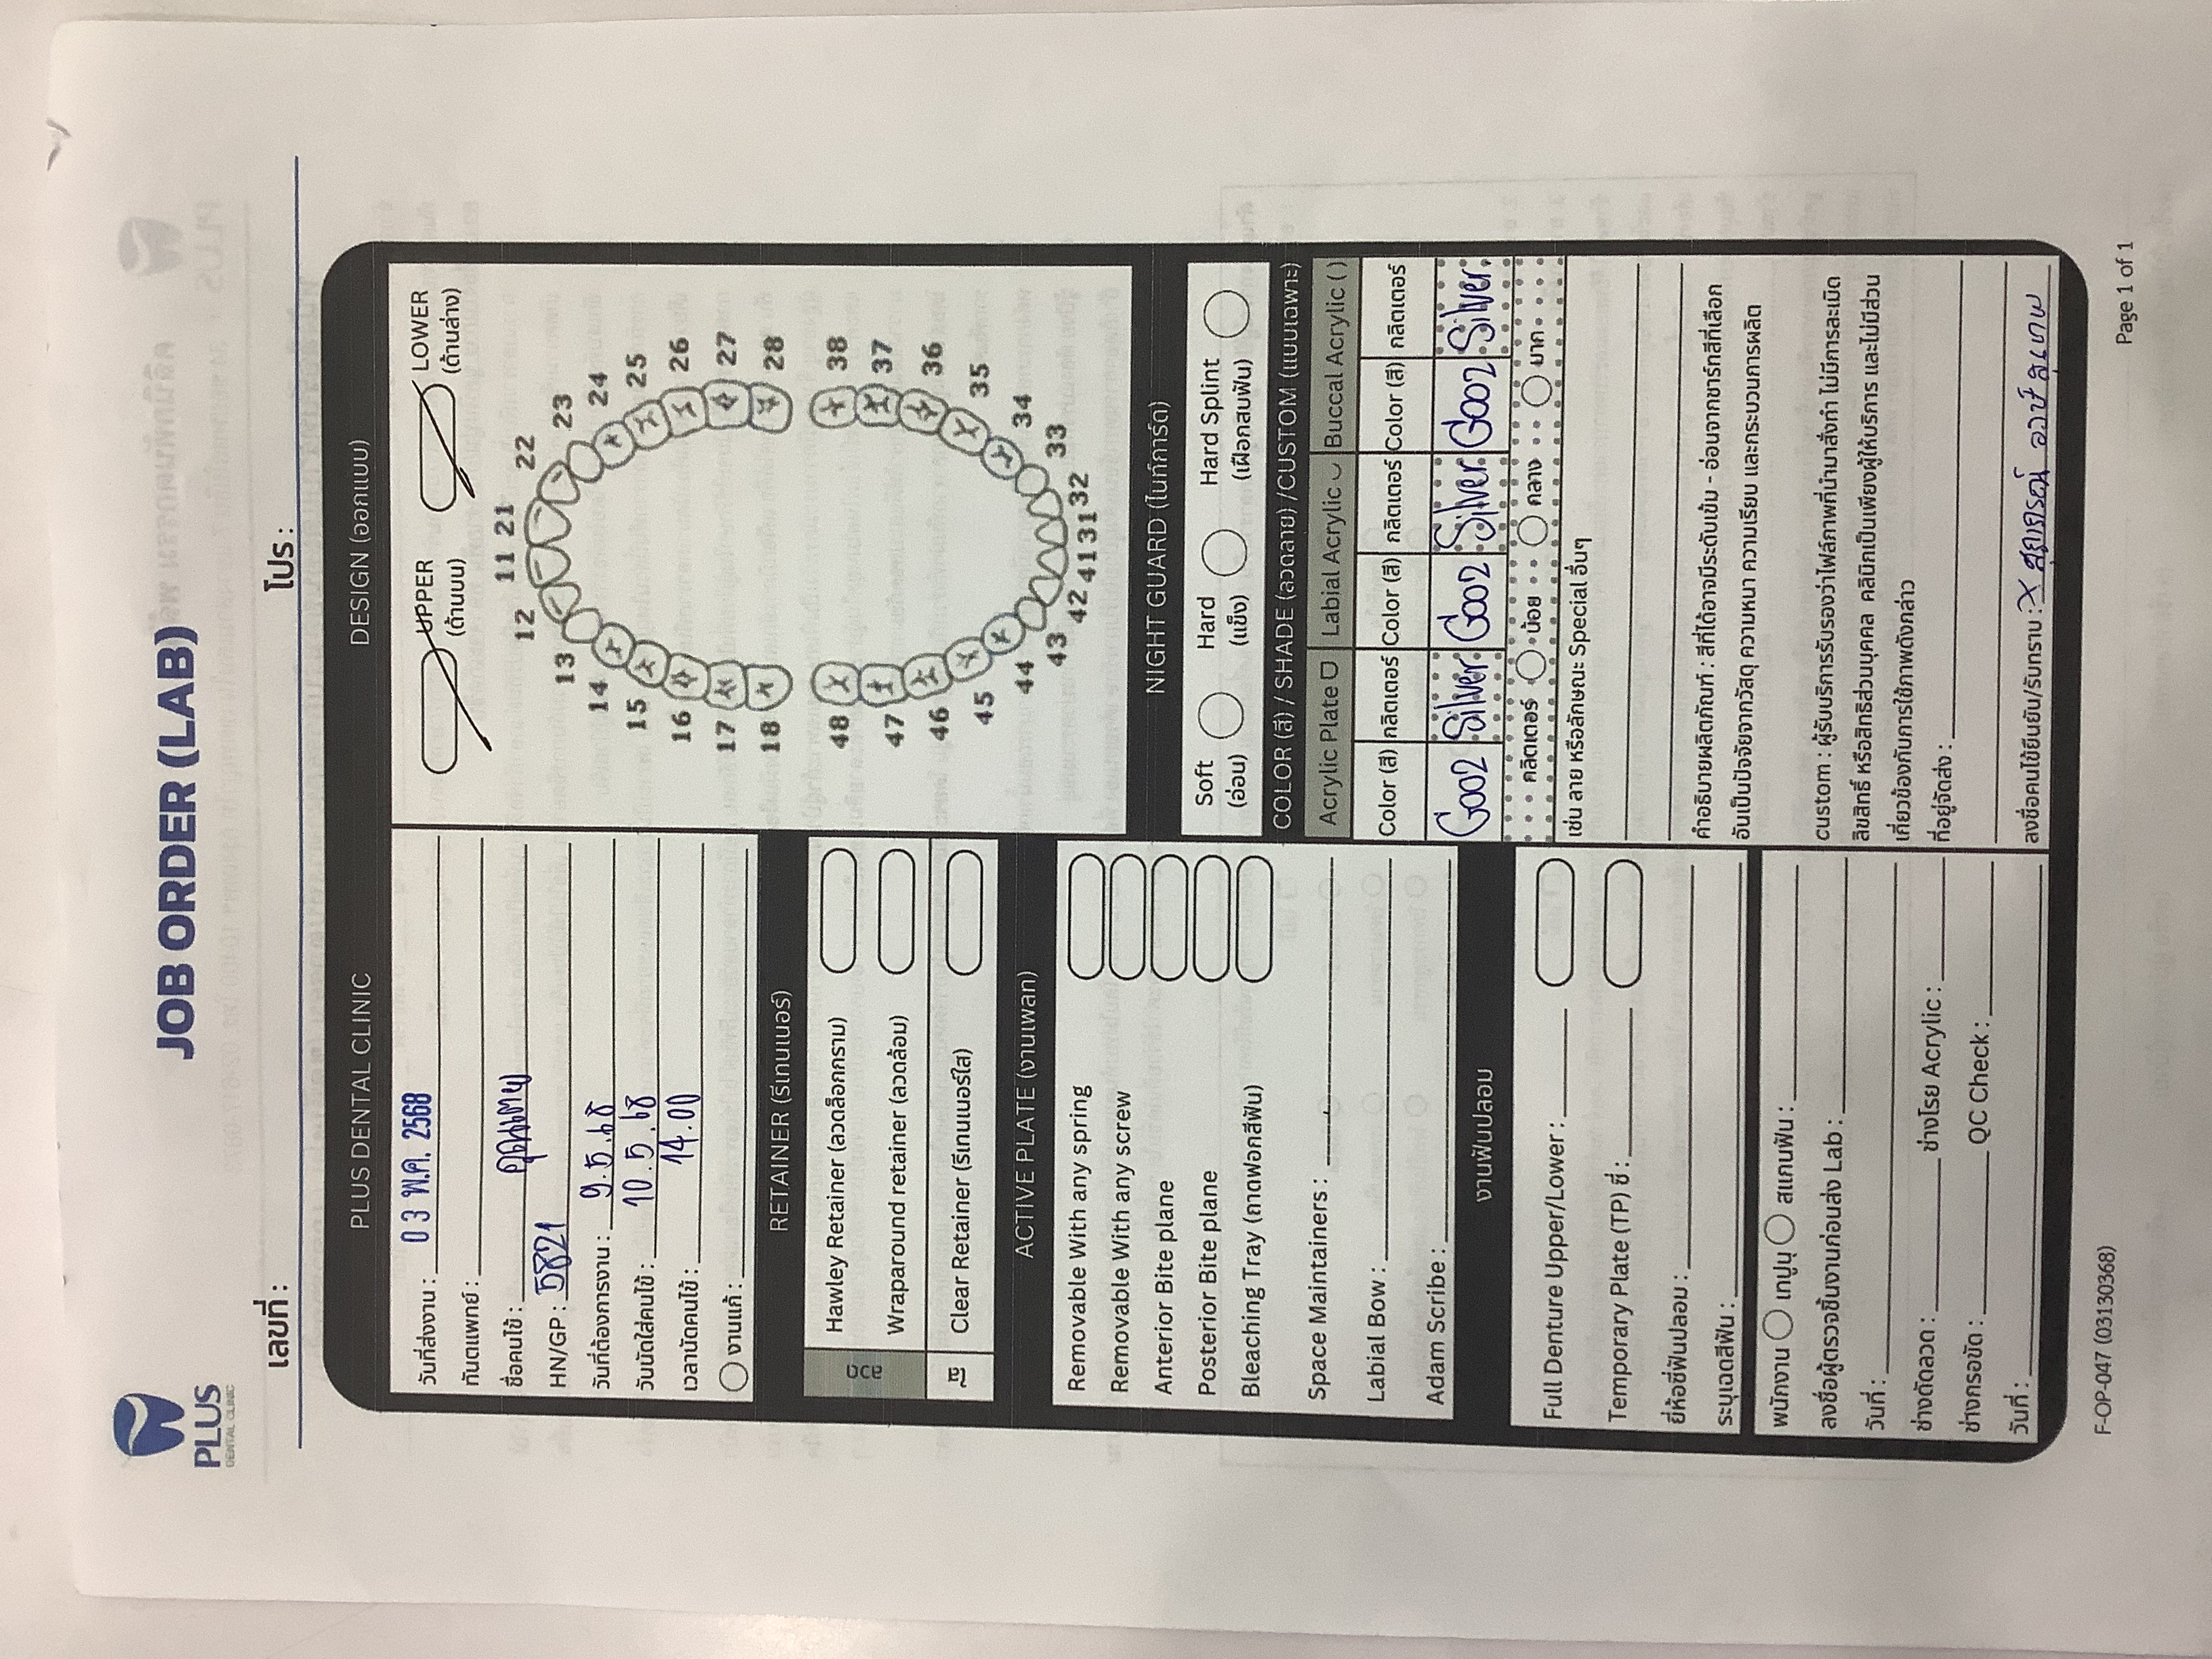 PLUS
DENTAL CLINIC
JOB ORDER (LAB)
เลขที่ :
โปร :
PLUS DENTAL CLINIC
วันที่ส่งงาน : 03 พ.ค. 2568
ทันตแพทย์ :
ชื่อคนไข้ : คุณเตย
HN/GP : 5821
วันที่ต้องการงาน : 9.5.68
วันนัดใส่คนไข้ : 10.5.68
เวลานัดคนไข้ : 14.00
งานแก้ :
RETAINER (รีเทนเนอร์)
ลวด
Hawley Retainer (ลวดล็อกกราม)
Wraparound retainer (ลวดล้อม)
ใส
Clear Retainer (รีเทนเนอร์ใส)
ACTIVE PLATE (งานเพลท)
Removable With any spring
Removable With any screw
Anterior Bite plane
Posterior Bite plane
Bleaching Tray (ถาดฟอกสีฟัน)
Space Maintainers :
Labial Bow :
Adam Scribe :
งานฟันปลอม
Full Denture Upper/Lower :
Temporary Plate (TP) ซี่ :
ยี่ห้อซี่ฟันปลอม :
ระบุเฉดสีฟัน :
พนักงาน เทปูน สแกนฟัน :
ลงชื่อผู้ตรวจชิ้นงานก่อนส่ง Lab :
วันที่ :
ช่างดัดลวด : ช่างโรย Acrylic :
ช่างกรอขัด : QC Check :
วันที่ :
DESIGN (ออกแบบ)
UPPER LOWER
(ด้านบน) (ด้านล่าง)
11 21
12 22
13 23
14 24
15 25
16 26
17 27
18 28
48 38
47 37
46 36
45 35
44 34
43 33
42 41 31 32
NIGHT GUARD (ไนท์การ์ด)
Soft Hard Hard Splint
(อ่อน) (แข็ง) (เฝือกสบฟัน)
COLOR (สี) / SHADE (ลวดลาย) /CUSTOM (แบบเฉพาะ)
Acrylic Plate Labial Acrylic Buccal Acrylic ( )
Color (สี) กลิตเตอร์ Color (สี) กลิตเตอร์ Color (สี) กลิตเตอร์
G002 Silver G002 Silver G002 Silver
คลิตเตอร์ น้อย กลาง มาก
เช่น ลาย หรือลักษณะ Special อื่นๆ
คำอธิบายผลิตภัณฑ์ : สีที่ได้อาจมีระดับเข้ม - อ่อนจากชาร์ทสีที่เลือก
อันเป็นปัจจัยจากวัสดุ ความหนา ความเรียบ และกระบวนการผลิต
custom : ผู้รับบริการรับรองว่าไฟล์ภาพที่นำมาสั่งทำ ไม่มีการละเมิด
ลิขสิทธิ์ หรือสิทธิส่วนบุคคล คลินิกเป็นเพียงผู้ให้บริการ และไม่มีส่วน
เกี่ยวข้องกับการใช้ภาพดังกล่าว
ที่อยู่จัดส่ง :
ลงชื่อคนไข้ยืนยัน/รับทราบ : X สุภาภรณ์
F-OP-047 (03130368)
Page 1 of 1